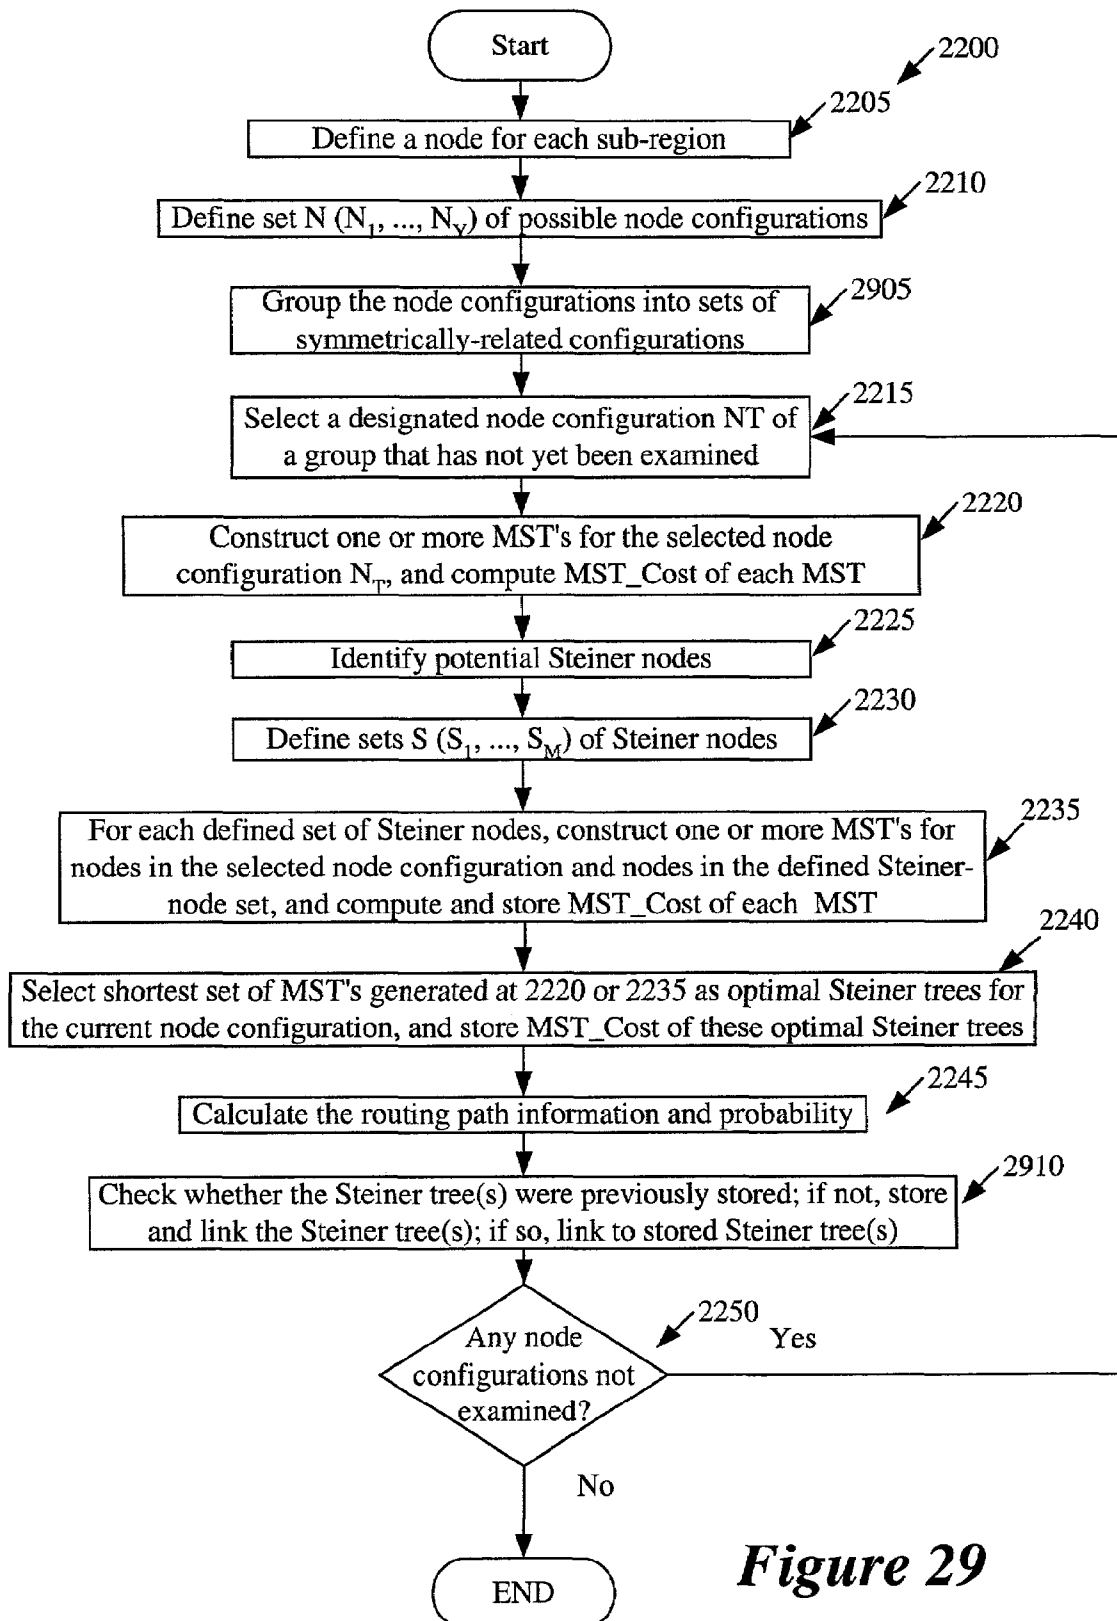 Start
2200
2205
Define a node for each sub-region
2210
Define set N (N1, ..., NY) of possible node configurations
2905
Group the node configurations into sets of
symmetrically-related configurations
2215
Select a designated node configuration NT of
a group that has not yet been examined
2220
Construct one or more MST's for the selected node
configuration NT, and compute MST_Cost of each MST
2225
Identify potential Steiner nodes
2230
Define sets S (S1, ..., SM) of Steiner nodes
2235
For each defined set of Steiner nodes, construct one or more MST's for
nodes in the selected node configuration and nodes in the defined Steiner-
node set, and compute and store MST_Cost of each MST
2240
Select shortest set of MST's generated at 2220 or 2235 as optimal Steiner trees for
the current node configuration, and store MST_Cost of these optimal Steiner trees
2245
Calculate the routing path information and probability
2910
Check whether the Steiner tree(s) were previously stored; if not, store
and link the Steiner tree(s); if so, link to stored Steiner tree(s)
2250
Yes
Any node
configurations not
examined?
No
END
Figure 29